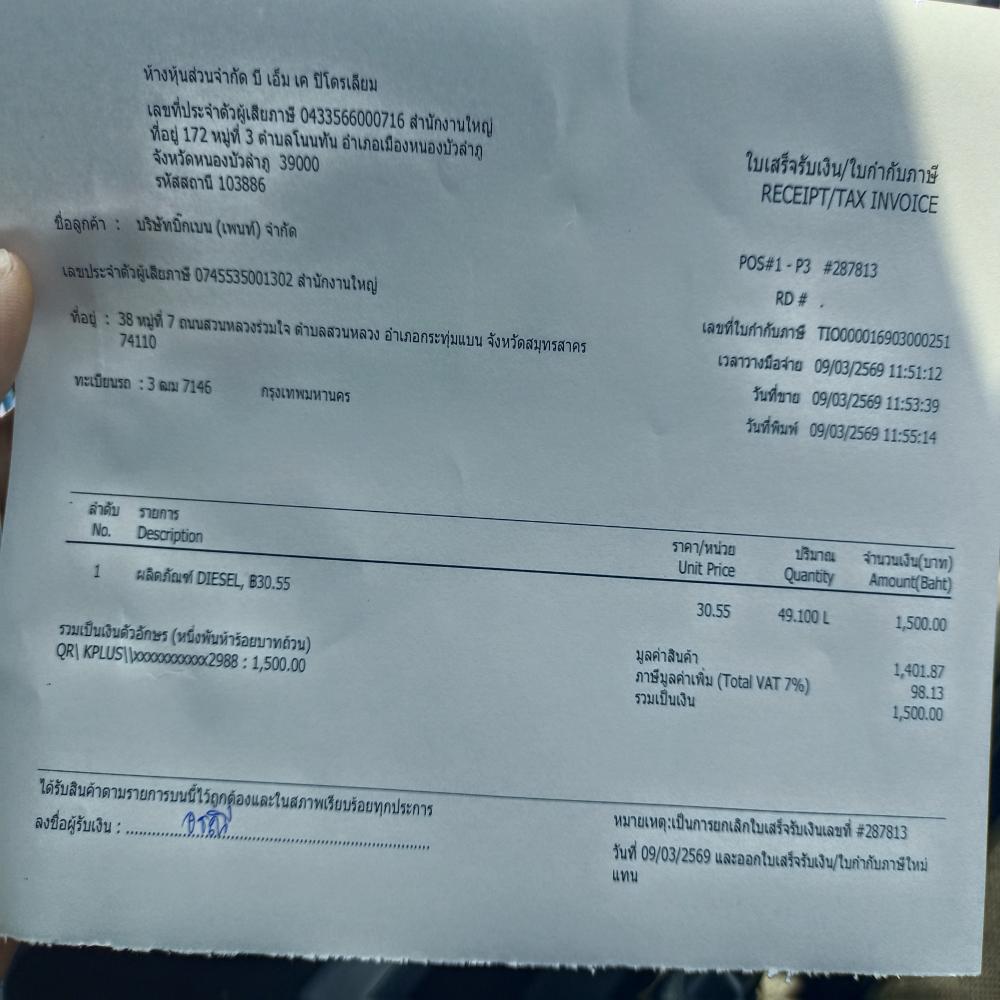 ห้างหุ้นส่วนจำกัด บี เอ็ม เค ปิโตรเลียม
เลขที่ประจำตัวผู้เสียภาษี 0433566000716 สำนักงานใหญ่
ที่อยู่ 172 หมู่ที่ 3 ตำบลโนนทัน อำเภอเมืองหนองบัวลำภู
จังหวัดหนองบัวลำภู 39000
รหัสสถานี 103886
ใบเสร็จรับเงิน/ใบกำกับภาษี
RECEIPT/TAX INVOICE
ชื่อลูกค้า : บริษัทบิ๊กเบน (เพนท์) จำกัด
เลขประจำตัวผู้เสียภาษี 0745535001302 สำนักงานใหญ่
ที่อยู่ : 38 หมู่ที่ 7 ถนนสวนหลวงร่วมใจ ตำบลสวนหลวง อำเภอกระทุ่มแบน จังหวัดสมุทรสาคร
74110
ทะเบียนรถ : 3 ฒม 7146 กรุงเทพมหานคร
POS#1 - P3 #287813
RD # .
เลขที่ใบกำกับภาษี TIO000016903000251
เวลาวางมือจ่าย 09/03/2569 11:51:12
วันที่ขาย 09/03/2569 11:53:39
วันที่พิมพ์ 09/03/2569 11:55:14
ลำดับ รายการ ราคา/หน่วย ปริมาณ จำนวนเงิน(บาท)
No. Description Unit Price Quantity Amount(Baht)
1 ผลิตภัณฑ์ DIESEL, ฿30.55
30.55 49.100 L 1,500.00
รวมเป็นเงินตัวอักษร (หนึ่งพันห้าร้อยบาทถ้วน)
QR\ KPLUS\\xxxxxxxxxxx2988 : 1,500.00
มูลค่าสินค้า 1,401.87
ภาษีมูลค่าเพิ่ม (Total VAT 7%) 98.13
รวมเป็นเงิน 1,500.00
ได้รับสินค้าตามรายการบนนี้ไว้ถูกต้องและในสภาพเรียบร้อยทุกประการ
ลงชื่อผู้รับเงิน :
หมายเหตุ:เป็นการยกเลิกใบเสร็จรับเงินเลขที่ #287813
วันที่ 09/03/2569 และออกใบเสร็จรับเงิน/ใบกำกับภาษีใหม่
แทน